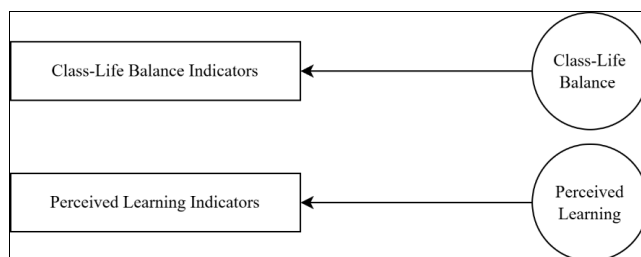 Class-Life Balance Indicators
Class-Life
Balance
Perceived Learning Indicators
Perceived
Learning